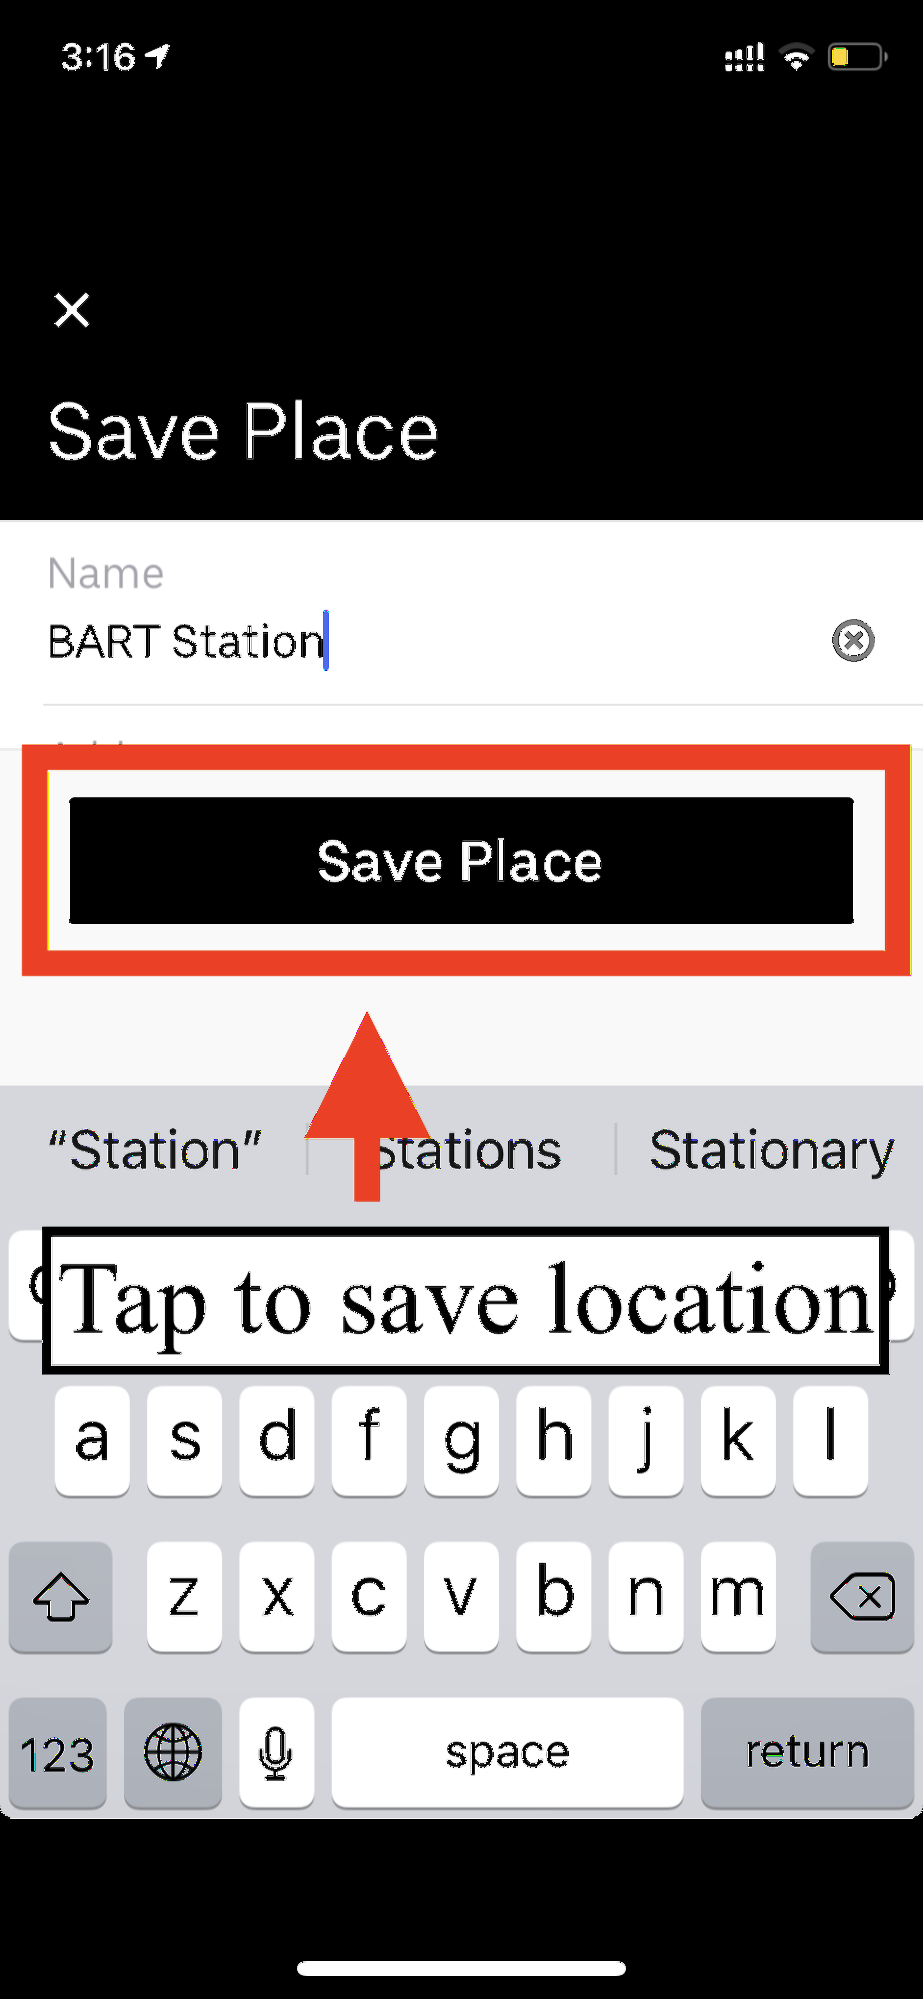 3:16
Save Place
Name
BART Station
Save Place
“Station” Stations Stationary
Tap to save location
a s d f g h j k l
z x c v b n m
123 space return